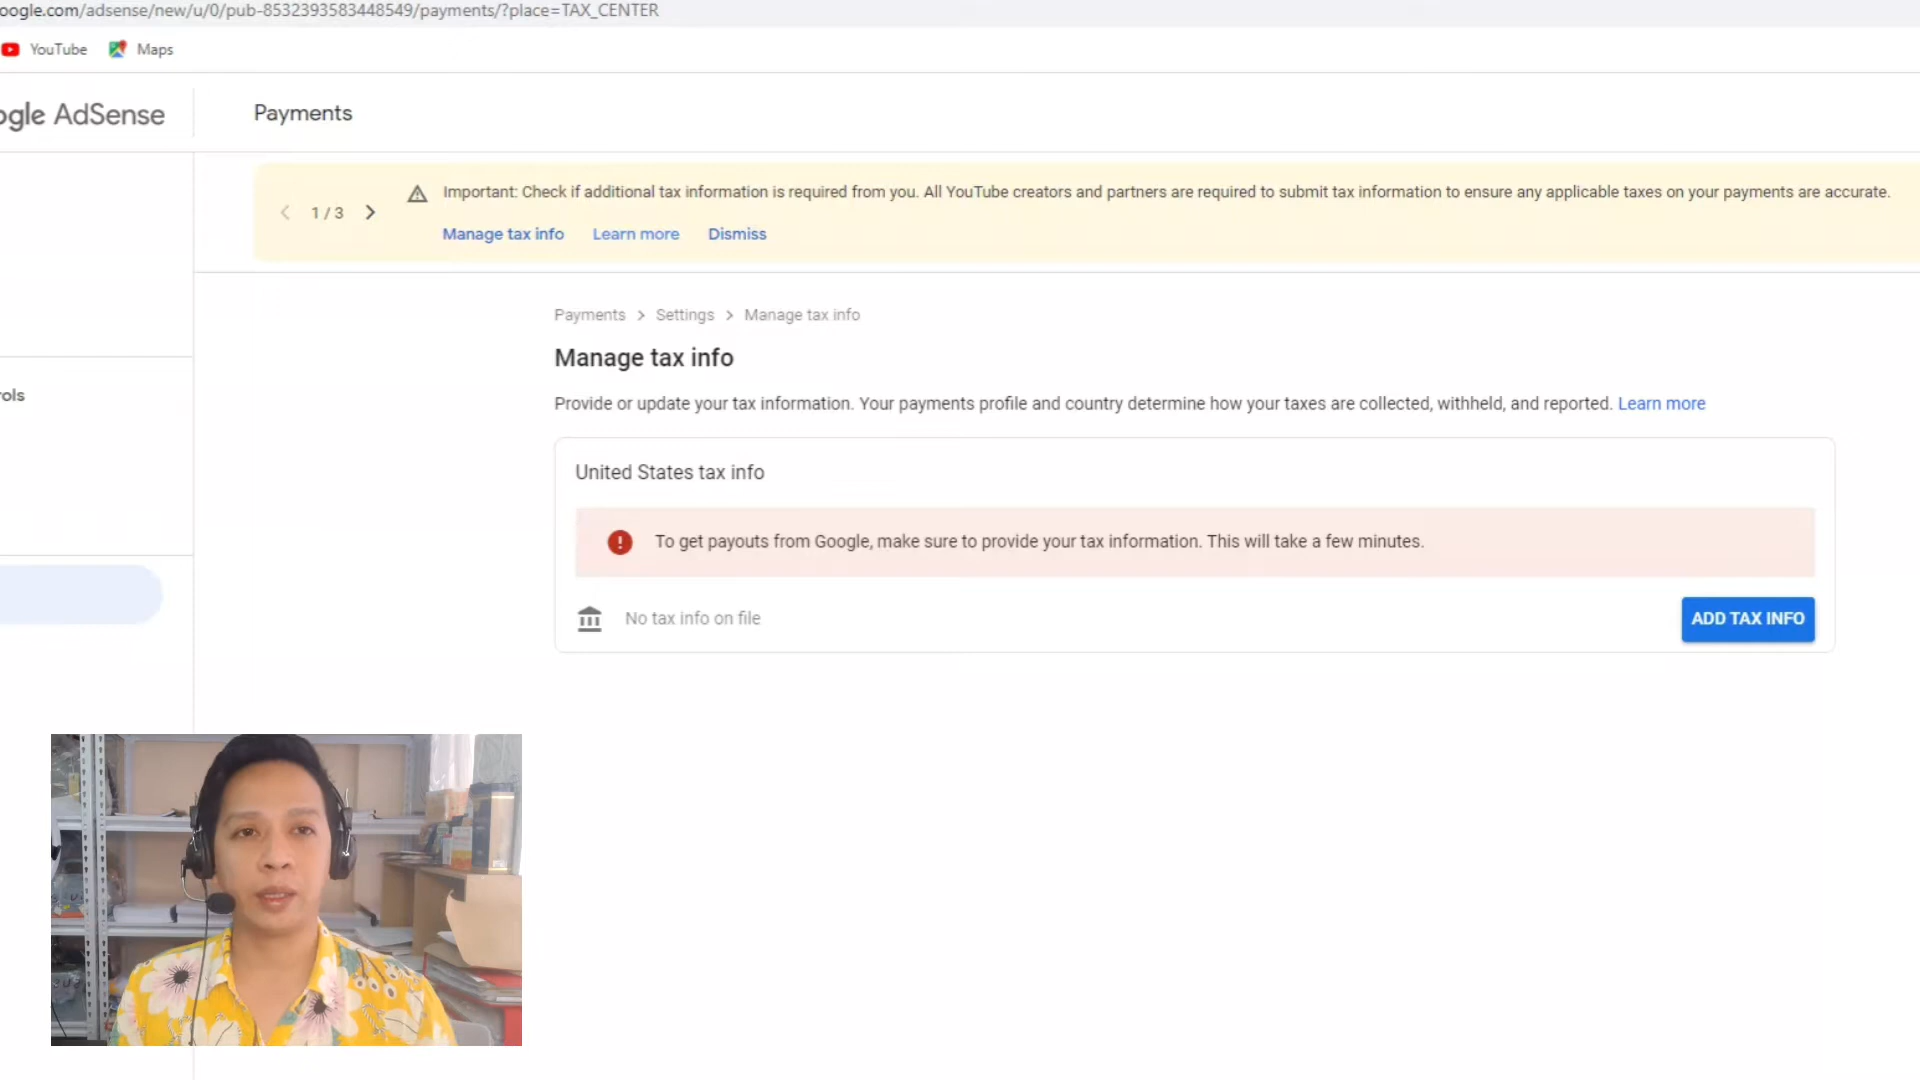 oogle.com/adsense/new/u/0/pub-8532393583448549/payments/?place=TAX_CENTER
YouTube Maps
ogle AdSense
Payments
1 / 3
Important: Check if additional tax information is required from you. All YouTube creators and partners are required to submit tax information to ensure any applicable taxes on your payments are accurate.
Manage tax info Learn more Dismiss
Payments > Settings > Manage tax info
Manage tax info
Provide or update your tax information. Your payments profile and country determine how your taxes are collected, withheld, and reported. Learn more
rols
United States tax info
To get payouts from Google, make sure to provide your tax information. This will take a few minutes.
No tax info on file
ADD TAX INFO